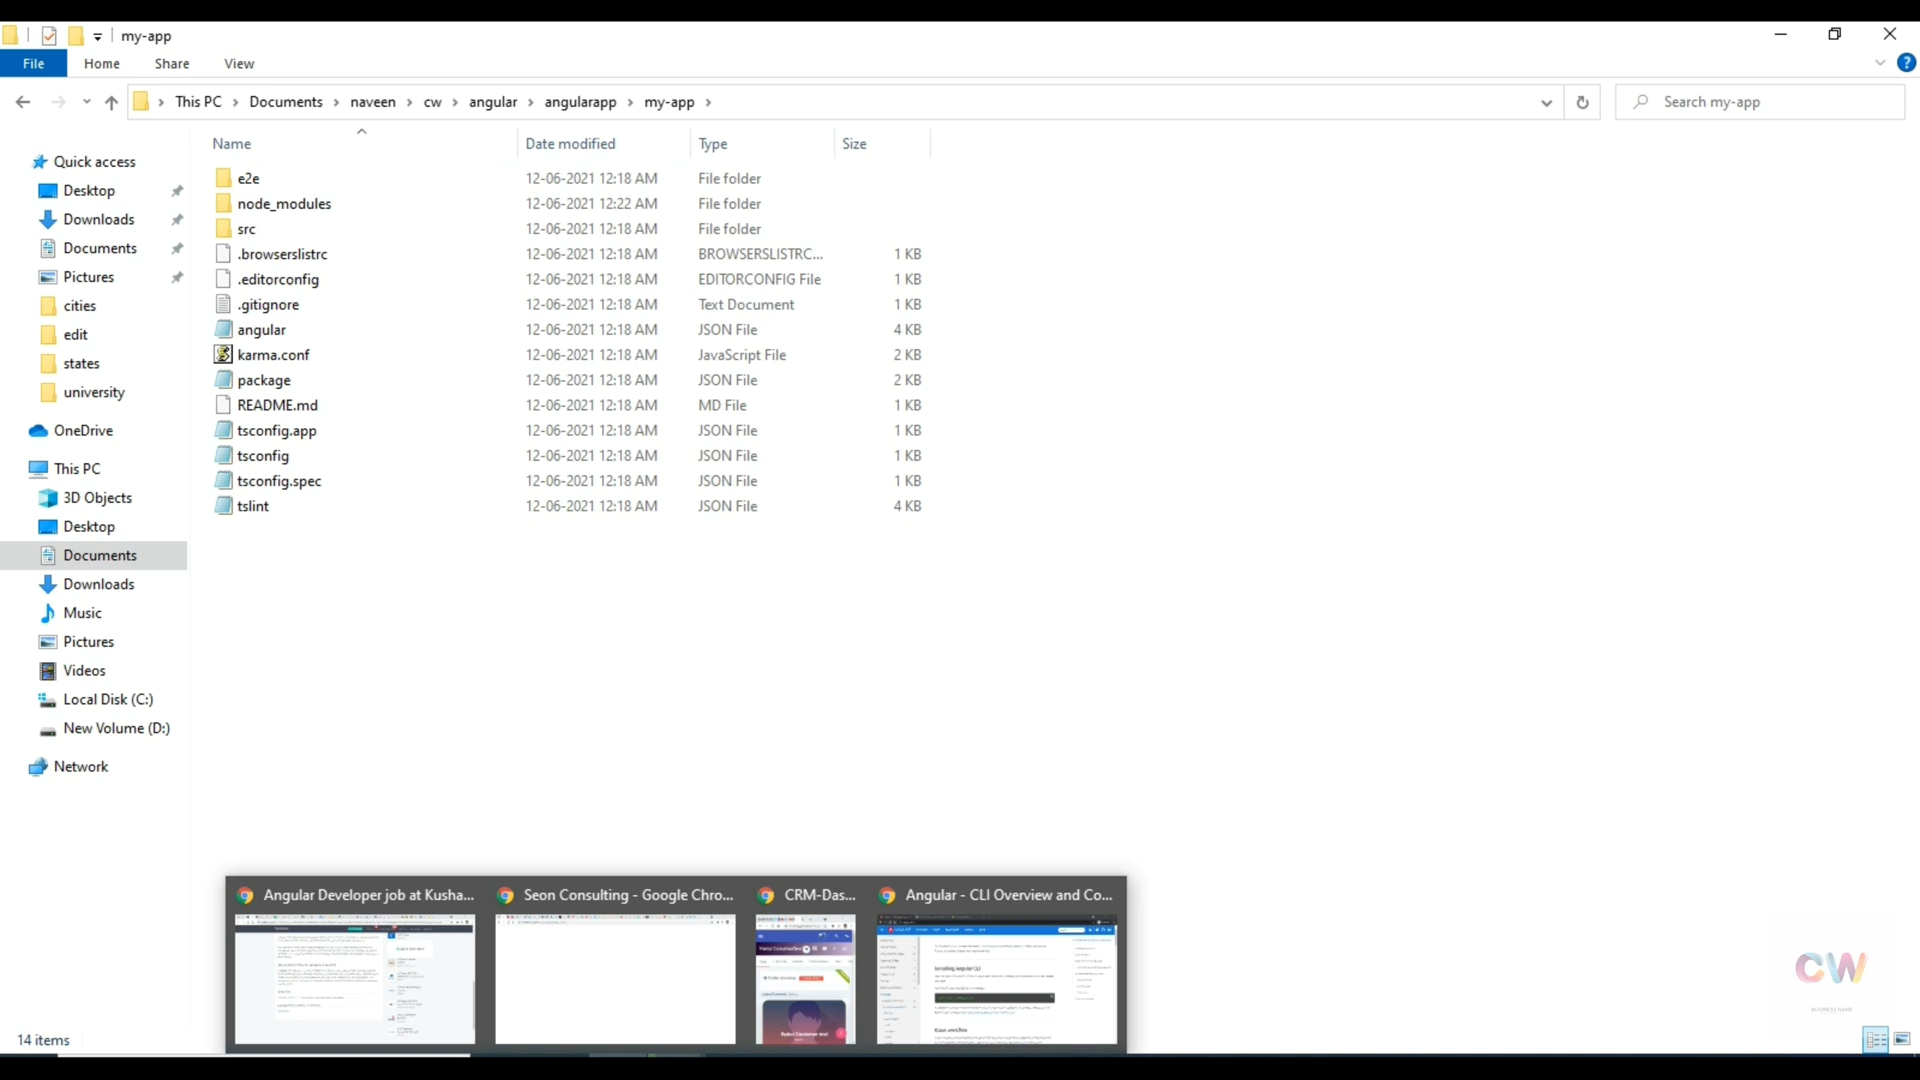 my-app
File Home Share View
This PC Documents naveen cw angular angularapp my-app
Search my-app
Name Date modified Type Size
Quick access
Desktop
Downloads
Documents
Pictures
cities
edit
states
university
OneDrive
This PC
3D Objects
Desktop
Documents
Downloads
Music
Pictures
Videos
Local Disk (C:)
New Volume (D:)
Network
e2e 12-06-2021 12:18 AM File folder
node_modules 12-06-2021 12:22 AM File folder
src 12-06-2021 12:18 AM File folder
.browserslistrc 12-06-2021 12:18 AM BROWSERSLISTRC... 1 KB
.editorconfig 12-06-2021 12:18 AM EDITORCONFIG File 1 KB
.gitignore 12-06-2021 12:18 AM Text Document 1 KB
angular 12-06-2021 12:18 AM JSON File 4 KB
karma.conf 12-06-2021 12:18 AM JavaScript File 2 KB
package 12-06-2021 12:18 AM JSON File 2 KB
README.md 12-06-2021 12:18 AM MD File 1 KB
tsconfig.app 12-06-2021 12:18 AM JSON File 1 KB
tsconfig 12-06-2021 12:18 AM JSON File 1 KB
tsconfig.spec 12-06-2021 12:18 AM JSON File 1 KB
tslint 12-06-2021 12:18 AM JSON File 4 KB
Angular Developer job at Kusha... Seon Consulting - Google Chro... CRM-Das... Angular - CLI Overview and Co...
Installing Angular CLI
CW
BUSINESS NAME
14 items